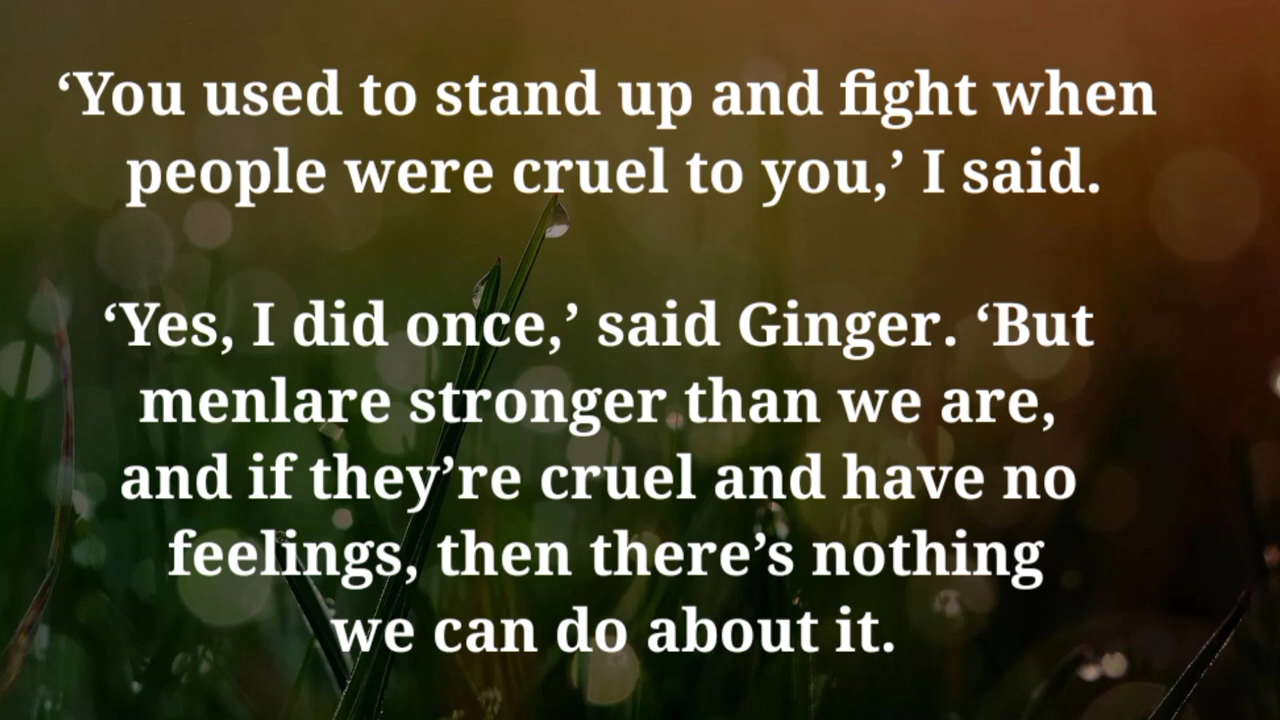 ‘You used to stand up and fight when
people were cruel to you,’ I said.
‘Yes, I did once,’ said Ginger. ‘But
menlare stronger than we are,
and if they’re cruel and have no
feelings, then there’s nothing
we can do about it.